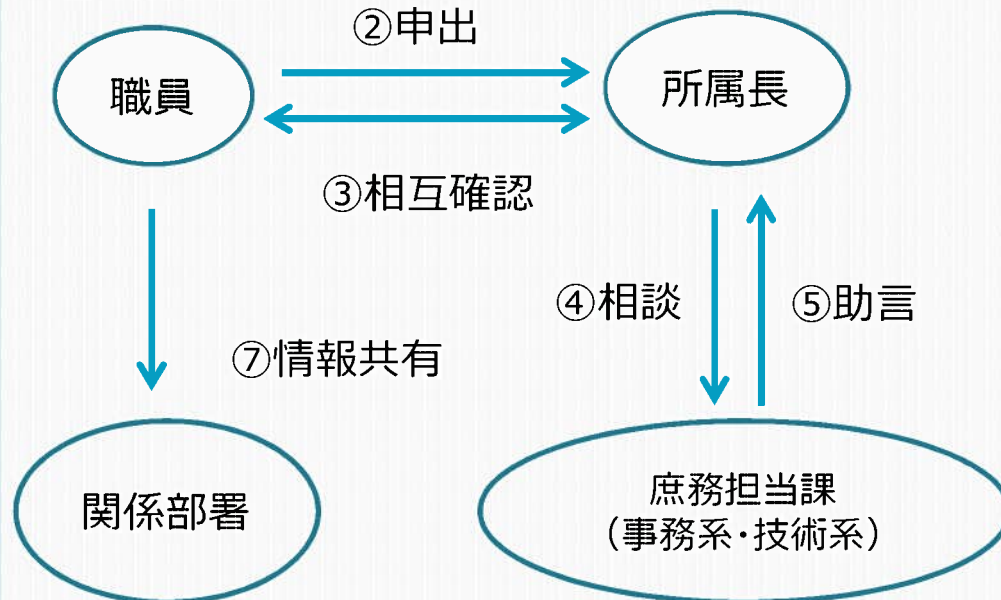 ②申出
職員
所属長
③相互確認
④相談
⑤助言
⑦情報共有
関係部署
庶務担当課
（事務系・技術系）